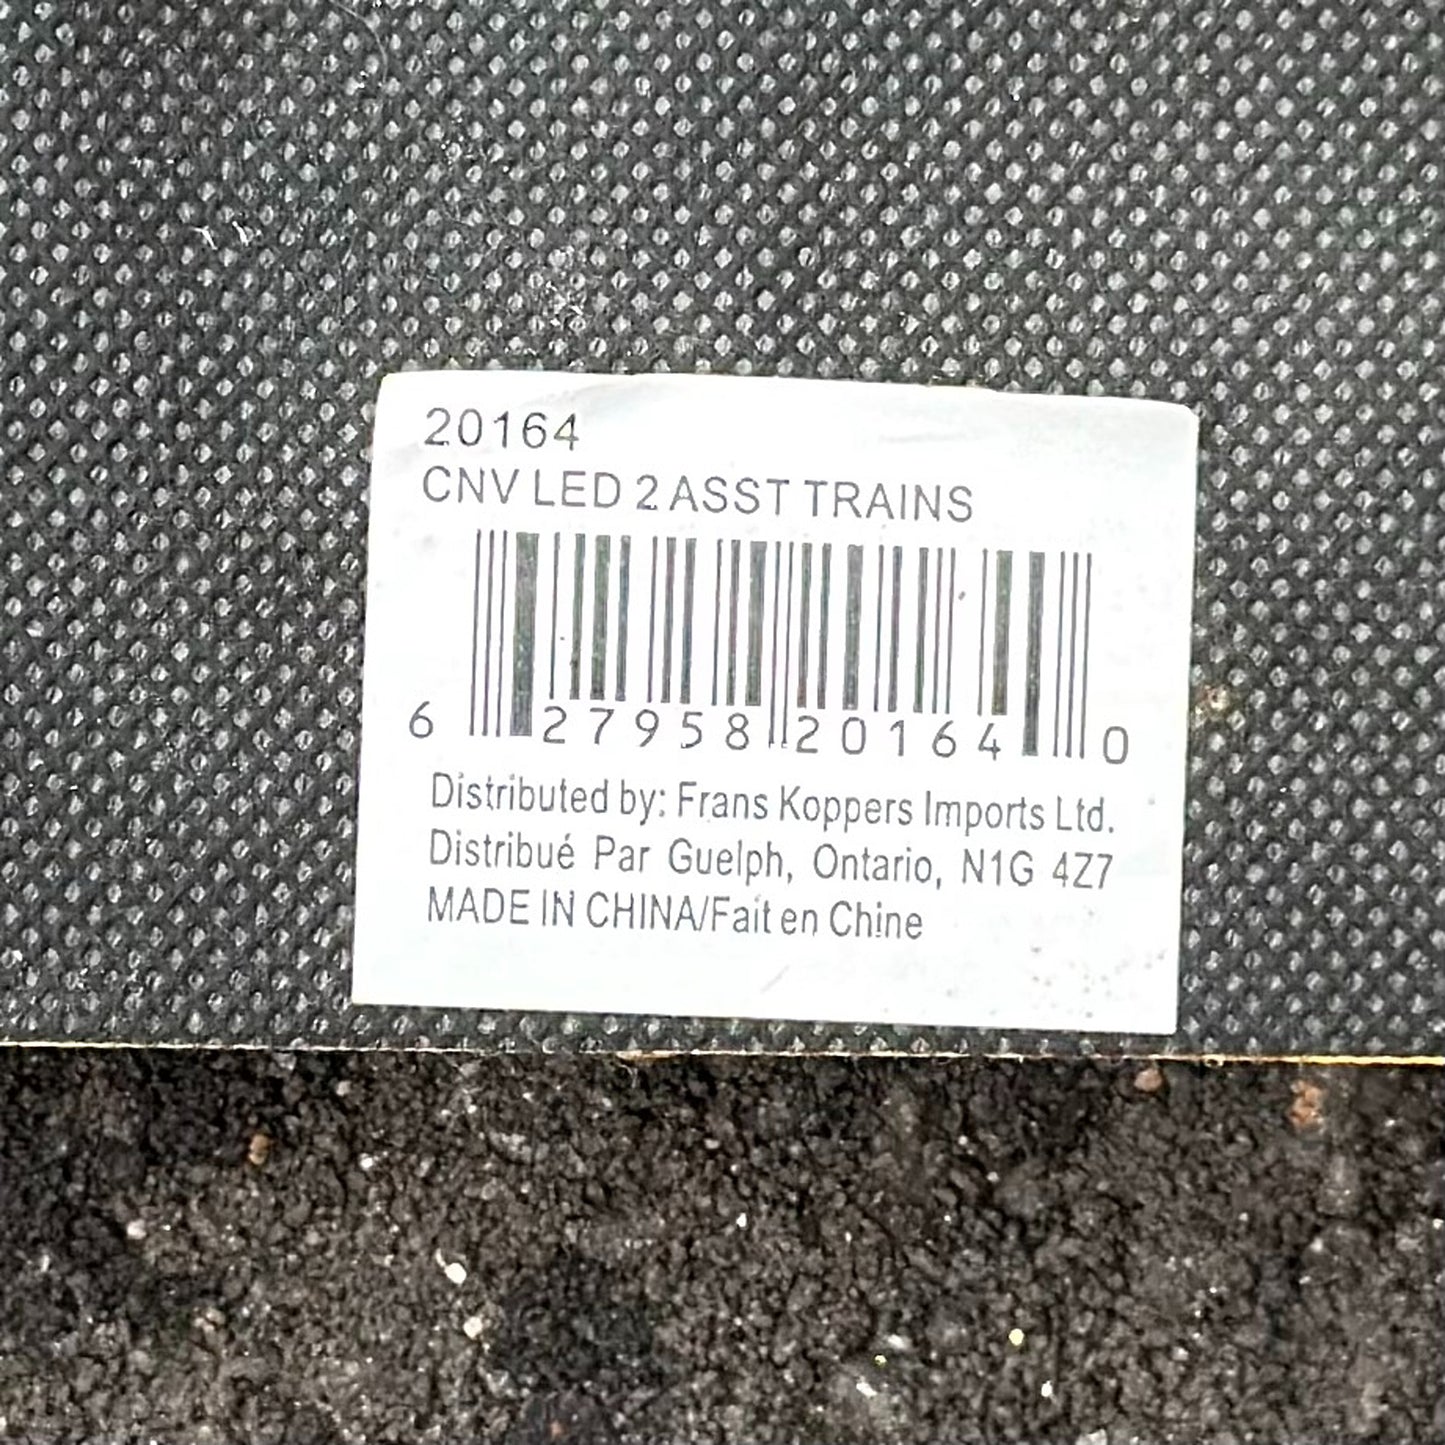 20164
CNV LED 2 ASST TRAINS
6 27958 20164 0
Distributed by: Frans Koppers Imports Ltd.
Distribué Par Guelph, Ontario, N1G 4Z7
MADE IN CHINA/Fait en Chine